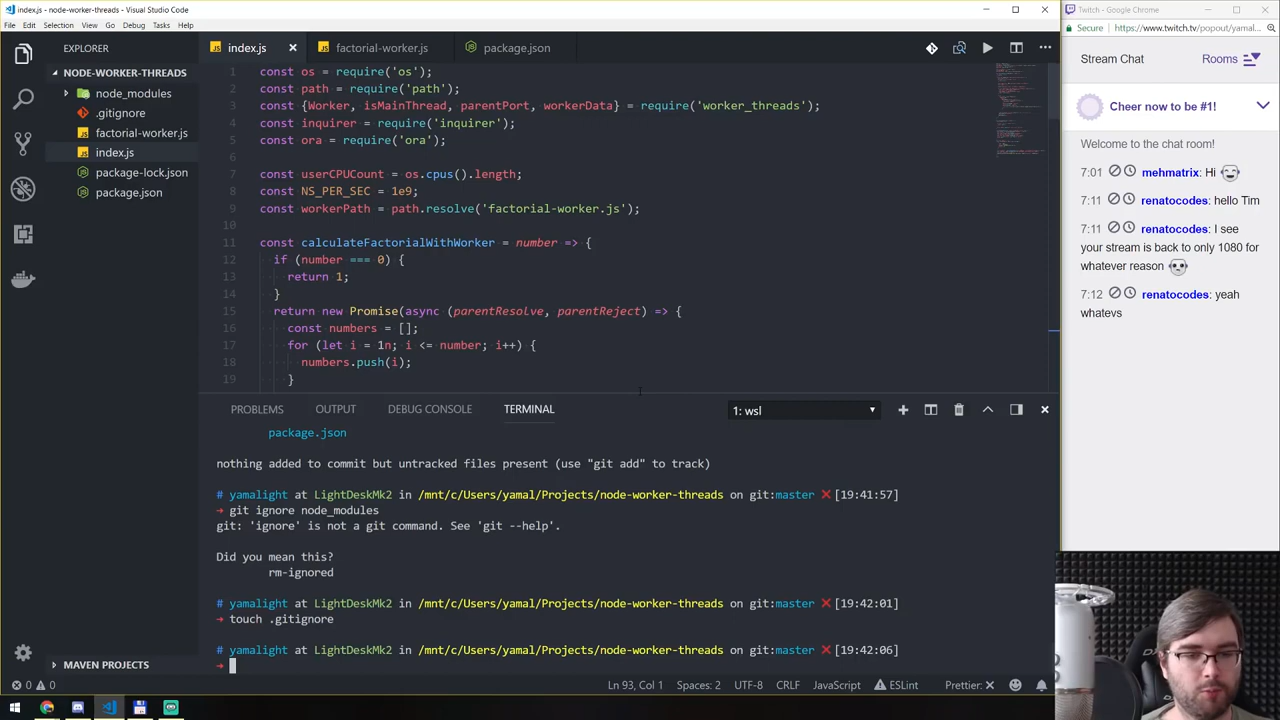 index.js - node-worker-threads - Visual Studio Code
File Edit Selection View Go Debug Tasks Help
EXPLORER
NODE-WORKER-THREADS
node_modules
.gitignore
factorial-worker.js
index.js
package-lock.json
package.json
MAVEN PROJECTS
index.js factorial-worker.js package.json
1 const os = require('os');
2 const path = require('path');
3 const {Worker, isMainThread, parentPort, workerData} = require('worker_threads');
4 const inquirer = require('inquirer');
5 const ora = require('ora');
6
7 const userCPUCount = os.cpus().length;
8 const NS_PER_SEC = 1e9;
9 const workerPath = path.resolve('factorial-worker.js');
10
11 const calculateFactorialWithWorker = number => {
12 if (number === 0) {
13 return 1;
14 }
15 return new Promise(async (parentResolve, parentReject) => {
16 const numbers = [];
17 for (let i = 1n; i <= number; i++) {
18 numbers.push(i);
19 }
PROBLEMS OUTPUT DEBUG CONSOLE TERMINAL 1: wsl
package.json
nothing added to commit but untracked files present (use "git add" to track)
# yamalight at LightDeskMk2 in /mnt/c/Users/yamal/Projects/node-worker-threads on git:master ❌ [19:41:57]
➜ git ignore node_modules
git: 'ignore' is not a git command. See 'git --help'.
Did you mean this?
rm-ignored
# yamalight at LightDeskMk2 in /mnt/c/Users/yamal/Projects/node-worker-threads on git:master ❌ [19:42:01]
➜ touch .gitignore
# yamalight at LightDeskMk2 in /mnt/c/Users/yamal/Projects/node-worker-threads on git:master ❌ [19:42:06]
➜
0 0 Ln 93, Col 1 Spaces: 2 UTF-8 CRLF JavaScript ESLint Prettier: ✕
Twitch - Google Chrome
Secure https://www.twitch.tv/popout/yamal...
Stream Chat Rooms
Cheer now to be #1!
Welcome to the chat room!
7:01 mehmatrix: Hi
7:11 renatocodes: hello Tim
7:11 renatocodes: I see
your stream is back to only 1080 for
whatever reason
7:12 renatocodes: yeah
whatevs